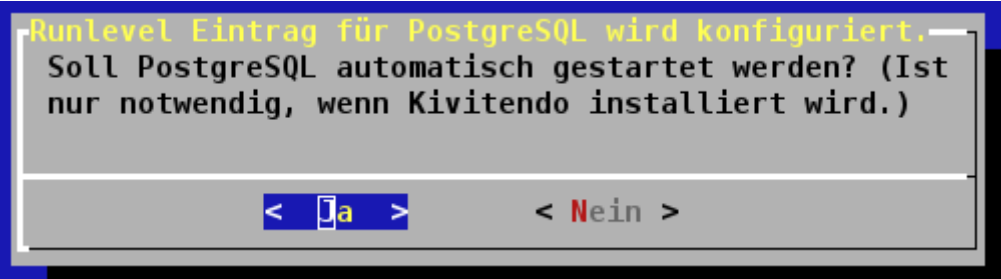 Runlevel Eintrag für PostgreSQL wird konfiguriert.
Soll PostgreSQL automatisch gestartet werden? (Ist
nur notwendig, wenn Kivitendo installiert wird.)
< Ja > < Nein >